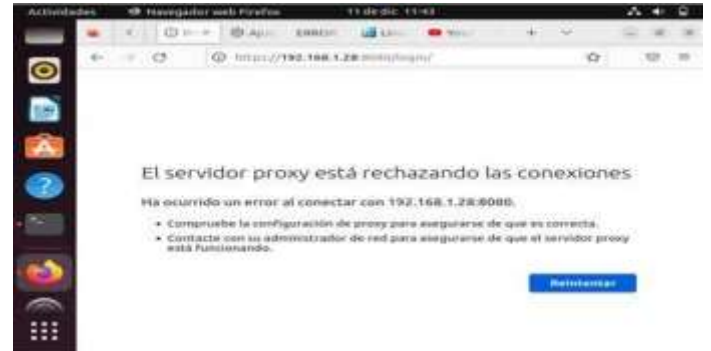 Actividades Navegador web Firefox 11 de dic 11:43
ERROR:
https://192.168.1.28
El servidor proxy está rechazando las conexiones
Ha ocurrido un error al conectar con 192.168.1.28:8080.
Compruebe la configuración de proxy para asegurarse de que es correcta.
Contacte con su administrador de red para asegurarse de que el servidor proxy
está funcionando.
Reintentar